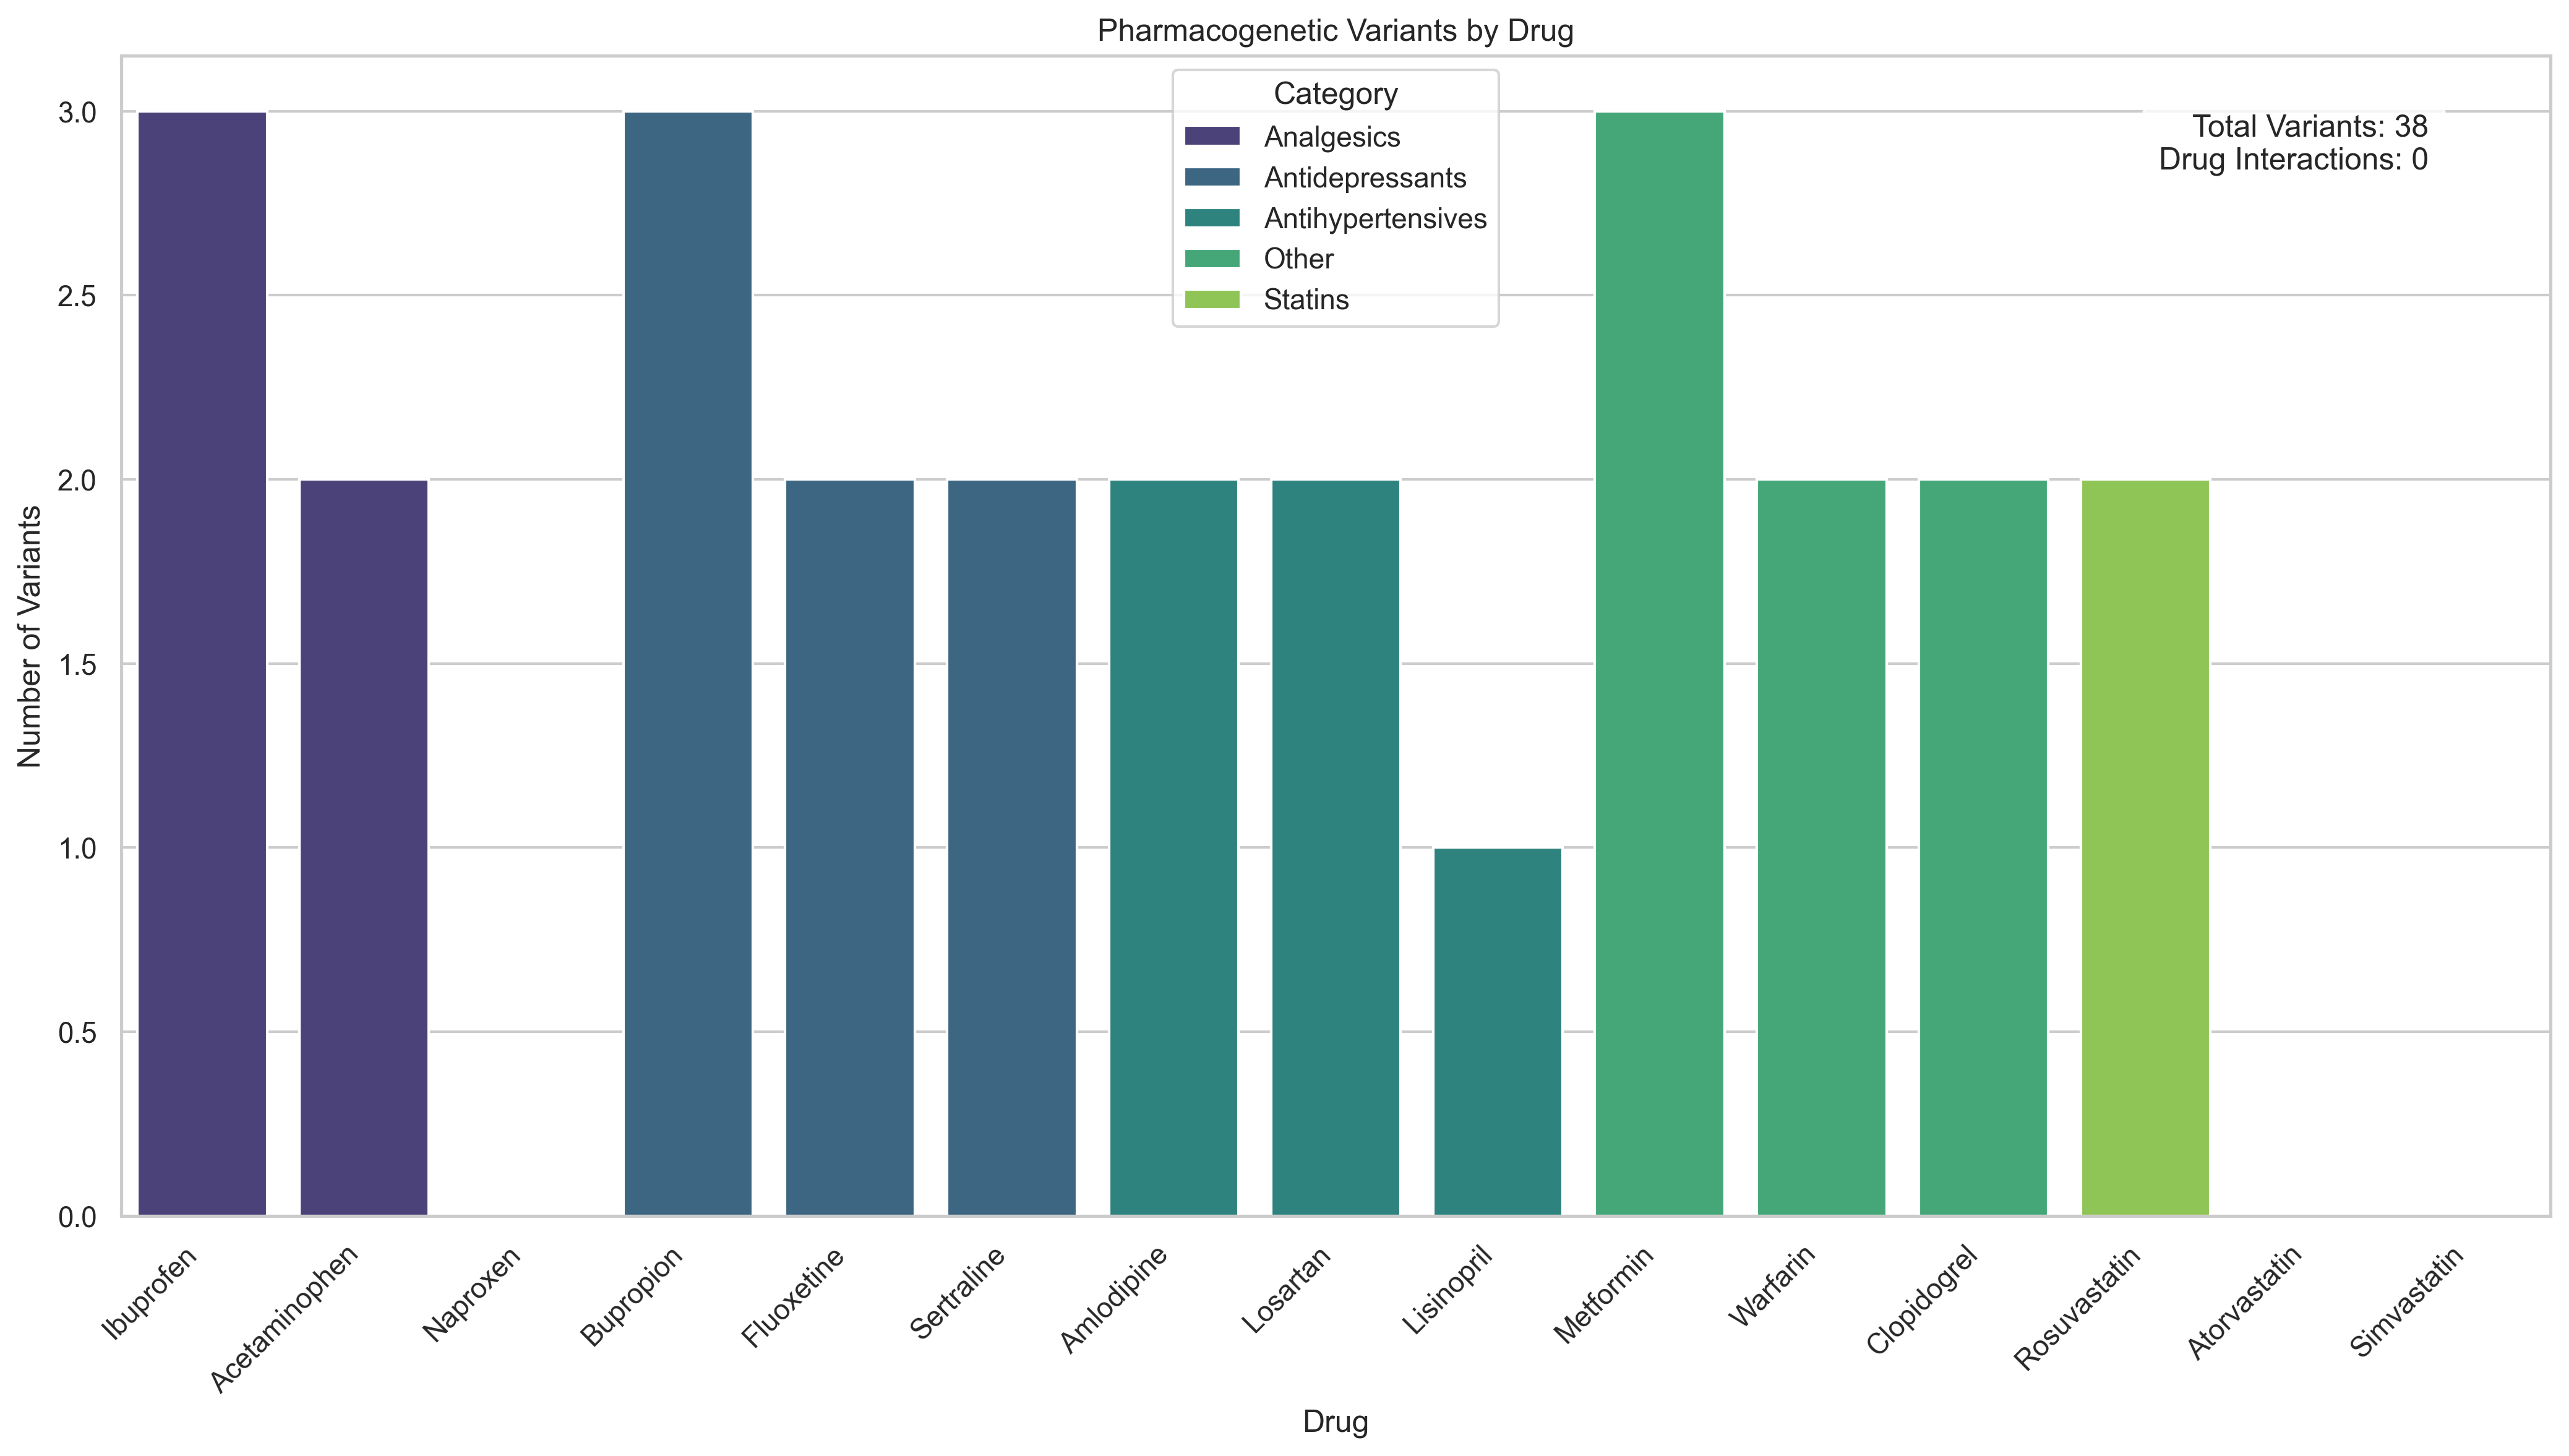 Pharmacogenetic Variants by Drug
Category
Analgesics
Antidepressants
Antihypertensives
Other
Statins
Total Variants: 38
Drug Interactions: 0
Number of Variants
3.0
2.5
2.0
1.5
1.0
0.5
0.0
Ibuprofen
Acetaminophen
Naproxen
Bupropion
Fluoxetine
Sertraline
Amlodipine
Losartan
Lisinopril
Metformin
Warfarin
Clopidogrel
Rosuvastatin
Atorvastatin
Simvastatin
Drug